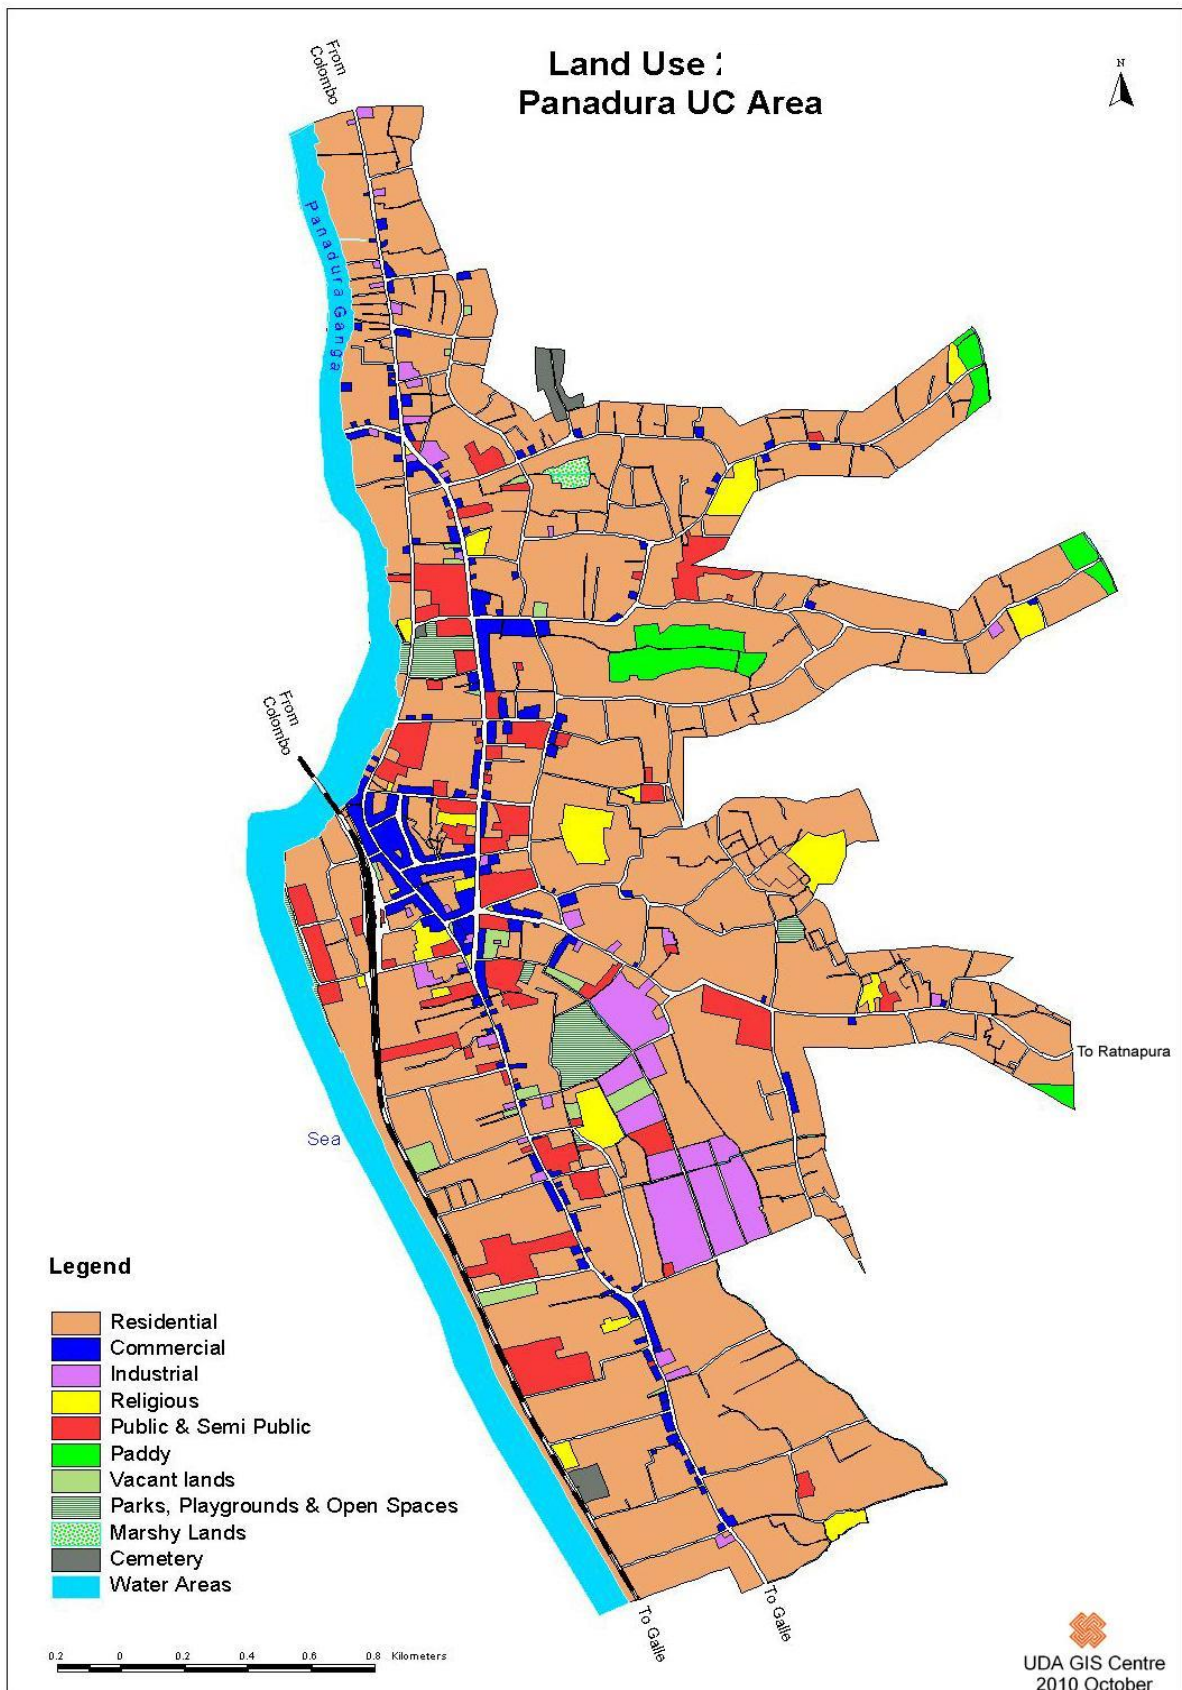 Land Use
Panadura UC Area
N
From
Colombo
Panadura Ganga
From
Colombo
To Ratnapura
Sea
Legend
Residential
Commercial
Industrial
Religious
Public & Semi Public
Paddy
Vacant lands
Parks, Playgrounds & Open Spaces
Marshy Lands
Cemetery
Water Areas
To Galle
To Galle
0.2 0 0.2 0.4 0.6 0.8 Kilometers
UDA GIS Centre
2010 October